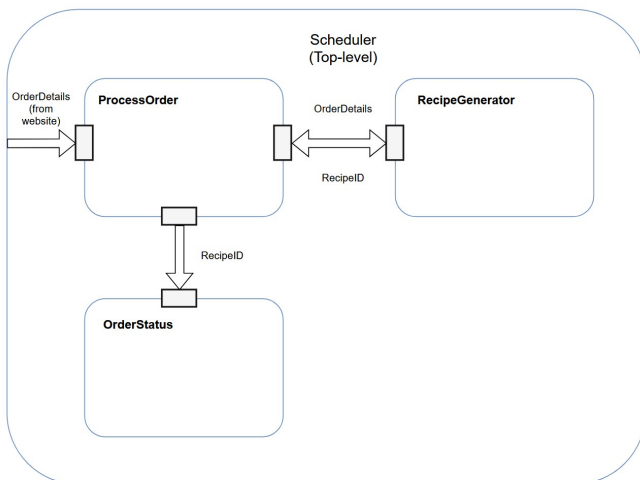 Scheduler
(Top-level)
OrderDetails
(from
website)
ProcessOrder
OrderDetails
RecipeID
RecipeGenerator
RecipeID
OrderStatus